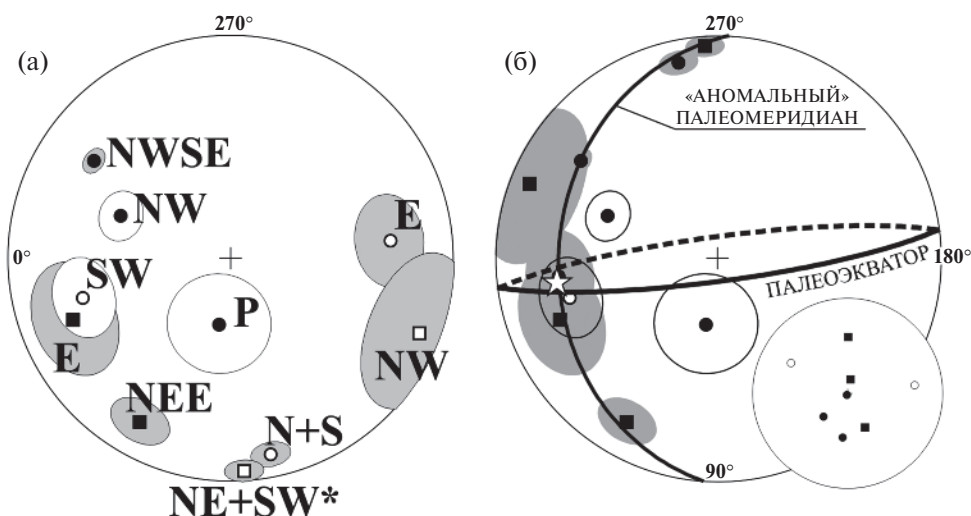 (а)
270°
NWSE
NW
E
0°
SW
P
E
NW
NEE
N+S
NE+SW*
(б)
270°
«АНОМАЛЬНЫЙ»
ПАЛЕОМЕРИДИАН
ПАЛЕОЭКВАТОР
180°
90°